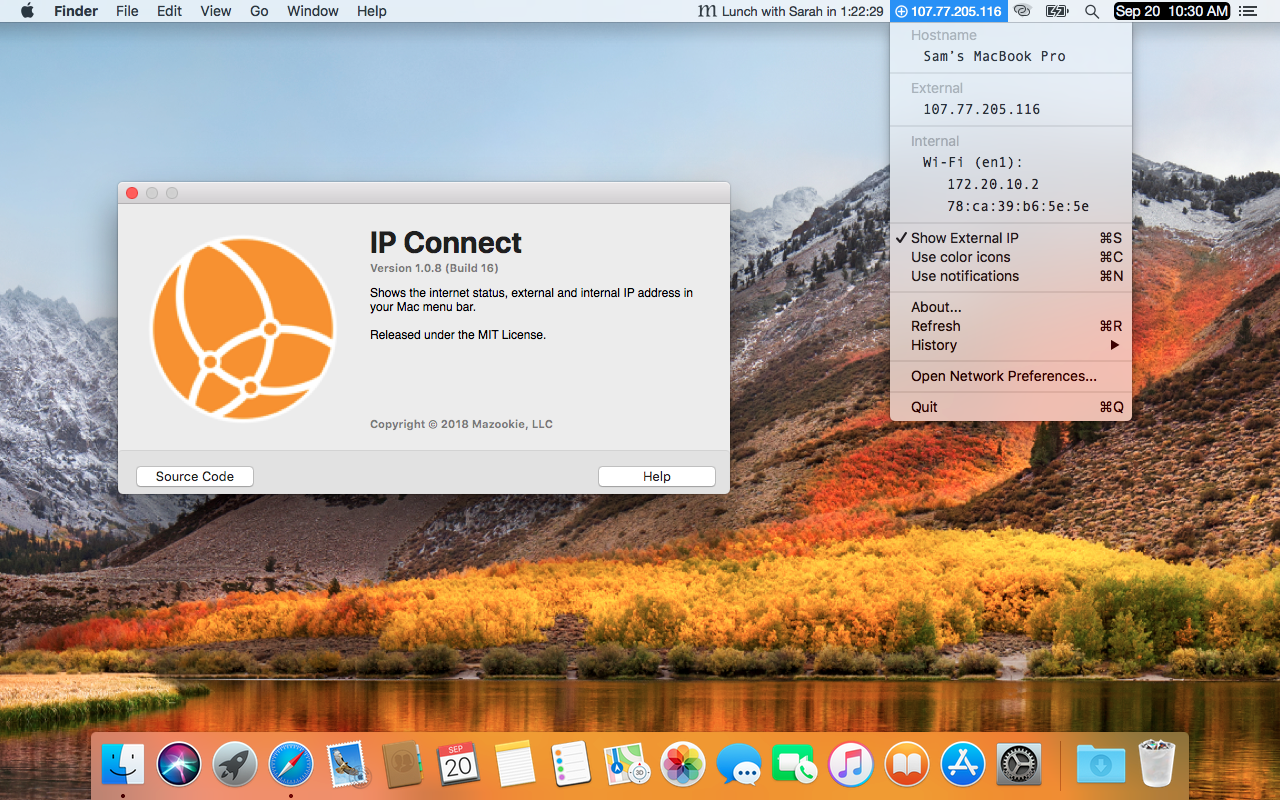 Finder File Edit View Go Window Help m Lunch with Sarah in 1:22:29 107.77.205.116 Sep 20 10:30 AM
Hostname
Sam's MacBook Pro
External
107.77.205.116
Internal
Wi-Fi (en1):
172.20.10.2
78:ca:39:b6:5e:5e
✓ Show External IP ⌘S
Use color icons ⌘C
Use notifications ⌘N
About...
Refresh ⌘R
History ▶
Open Network Preferences...
Quit ⌘Q
IP Connect
Version 1.0.8 (Build 16)
Shows the internet status, external and internal IP address in
your Mac menu bar.
Released under the MIT License.
Copyright © 2018 Mazookie, LLC
Source Code Help
SEP
20
3D